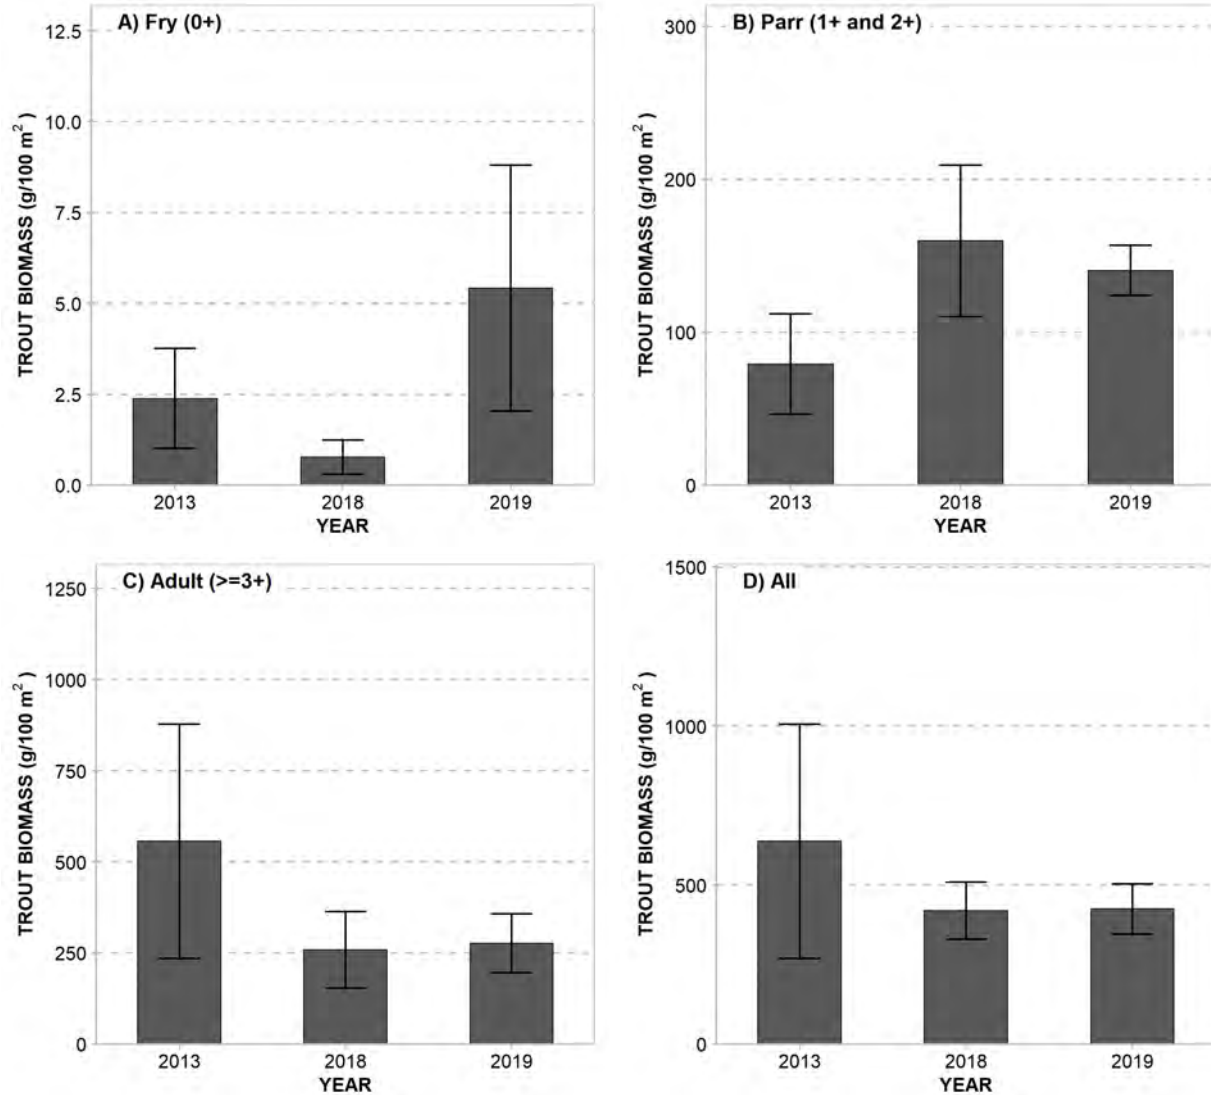 A) Fry (0+)
TROUT BIOMASS (g/100 m²)
12.5
10.0
7.5
5.0
2.5
0.0
2013 2018 2019
YEAR
B) Parr (1+ and 2+)
TROUT BIOMASS (g/100 m²)
300
200
100
0
2013 2018 2019
YEAR
C) Adult (>=3+)
TROUT BIOMASS (g/100 m²)
1250
1000
750
500
250
0
2013 2018 2019
YEAR
D) All
TROUT BIOMASS (g/100 m²)
1500
1000
500
0
2013 2018 2019
YEAR